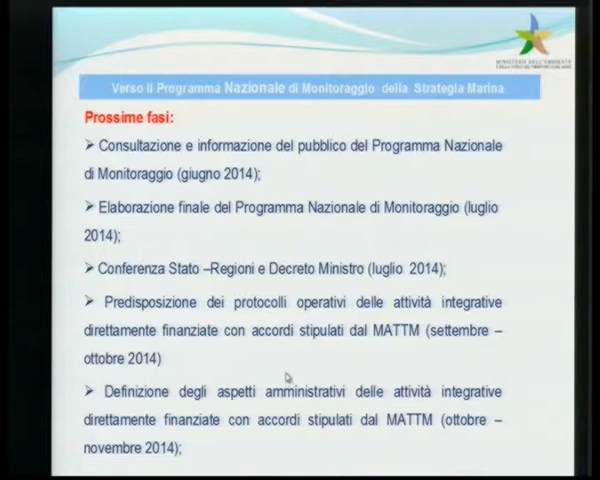 MINISTERO DELL'AMBIENTE
Verso il Programma Nazionale di Monitoraggio della Strategia Marina
Prossime fasi:
➢ Consultazione e informazione del pubblico del Programma Nazionale
di Monitoraggio (giugno 2014);
➢ Elaborazione finale del Programma Nazionale di Monitoraggio (luglio
2014);
➢ Conferenza Stato –Regioni e Decreto Ministro (luglio 2014);
➢ Predisposizione dei protocolli operativi delle attività integrative
direttamente finanziate con accordi stipulati dal MATTM (settembre –
ottobre 2014)
➢ Definizione degli aspetti amministrativi delle attività integrative
direttamente finanziate con accordi stipulati dal MATTM (ottobre –
novembre 2014);